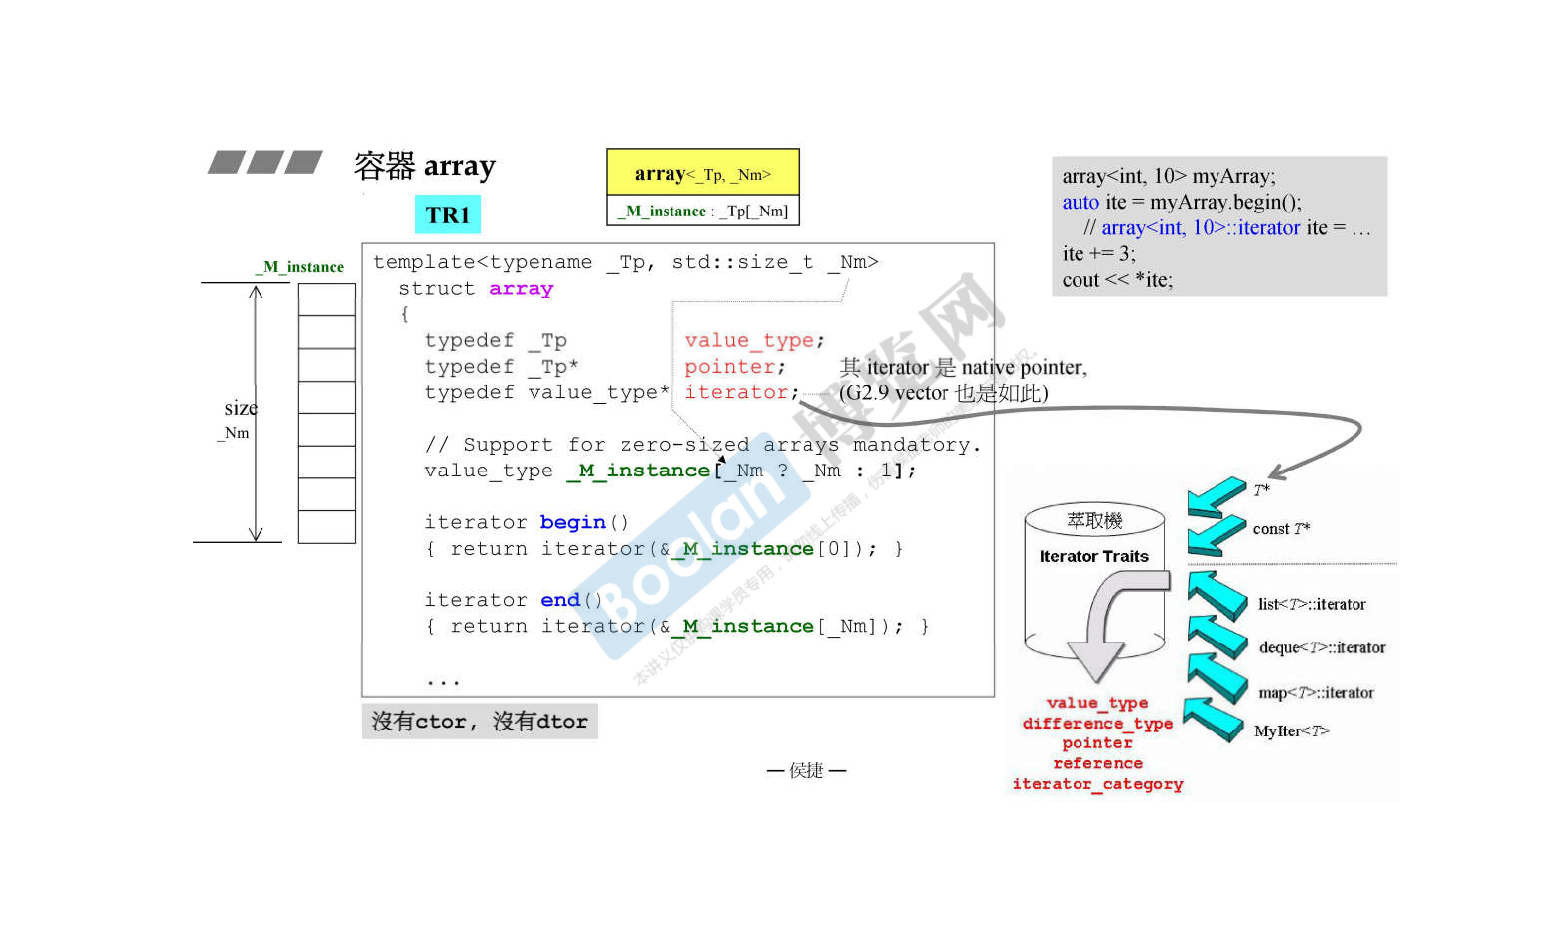 容器 array
TR1
array<_Tp, _Nm>
_M_instance : _Tp[_Nm]
array<int, 10> myArray;
auto ite = myArray.begin();
// array<int, 10>::iterator ite = …
ite += 3;
cout << *ite;
_M_instance
size
_Nm
template<typename _Tp, std::size_t _Nm>
struct array
{
typedef _Tp value_type;
typedef _Tp* pointer;
typedef value_type* iterator;
其 iterator 是 native pointer,
(G2.9 vector 也是如此)
// Support for zero-sized arrays mandatory.
value_type _M_instance[_Nm ? _Nm : 1];
iterator begin()
{ return iterator(&_M_instance[0]); }
iterator end()
{ return iterator(&_M_instance[_Nm]); }
...
沒有ctor, 沒有dtor
萃取機
Iterator Traits
T*
const T*
list<T>::iterator
deque<T>::iterator
map<T>::iterator
MyIter<T>
value_type
difference_type
pointer
reference
iterator_category
— 侯捷 —
Boolan
博览网